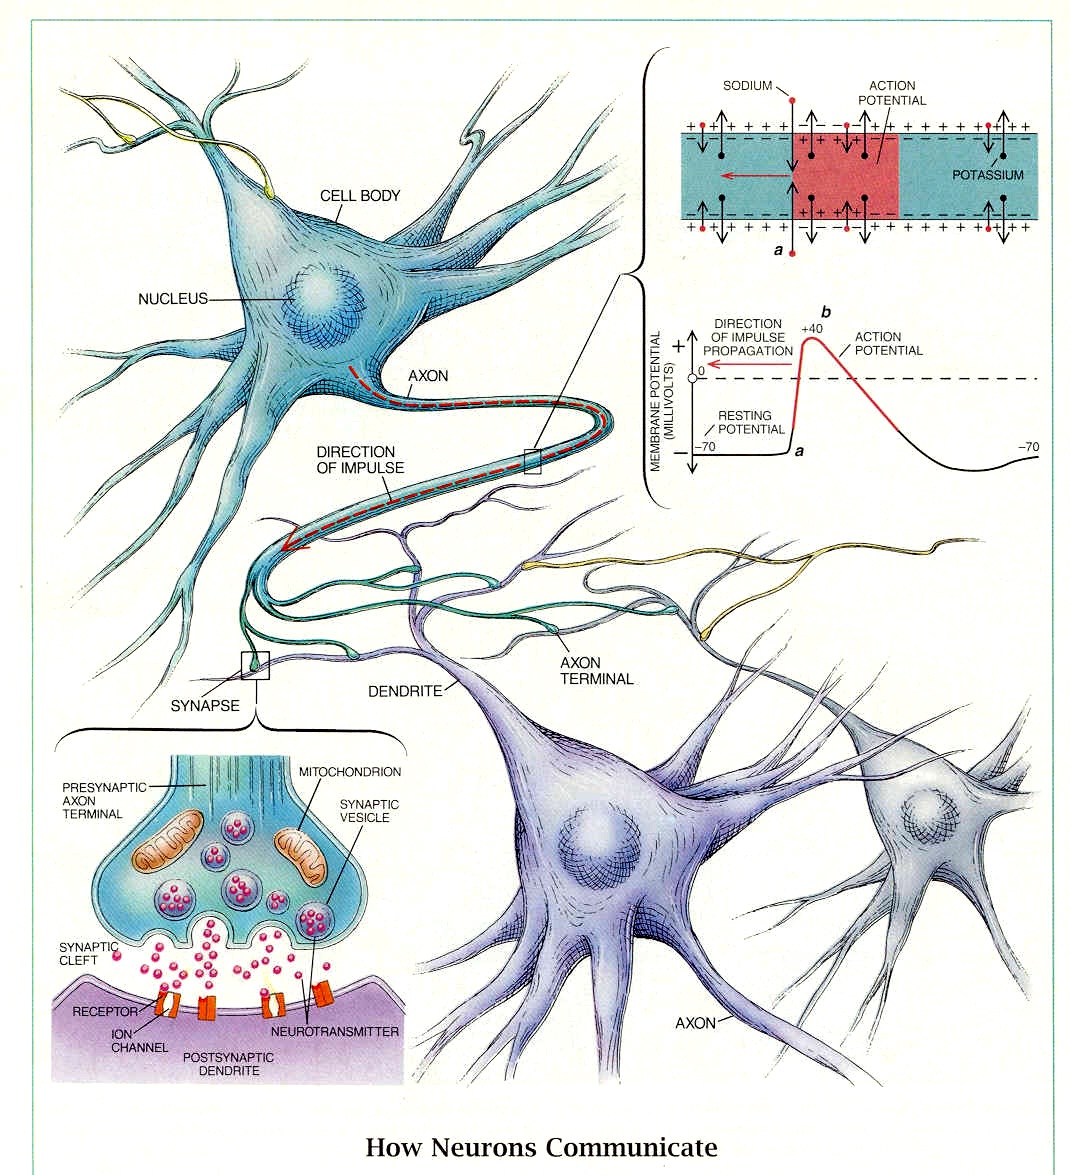 SODIUM
ACTION
POTENTIAL
+ + + + + + + + + + + + + +
POTASSIUM
a
CELL BODY
NUCLEUS
AXON
DIRECTION
OF IMPULSE
MEMBRANE POTENTIAL
(MILLIVOLTS)
+
0
−
DIRECTION
OF IMPULSE
PROPAGATION
b
+40
ACTION
POTENTIAL
RESTING
POTENTIAL
−70
a
−70
SYNAPSE
DENDRITE
AXON
TERMINAL
PRESYNAPTIC
AXON
TERMINAL
MITOCHONDRION
SYNAPTIC
VESICLE
SYNAPTIC
CLEFT
RECEPTOR
ION
CHANNEL
NEUROTRANSMITTER
POSTSYNAPTIC
DENDRITE
AXON
How Neurons Communicate